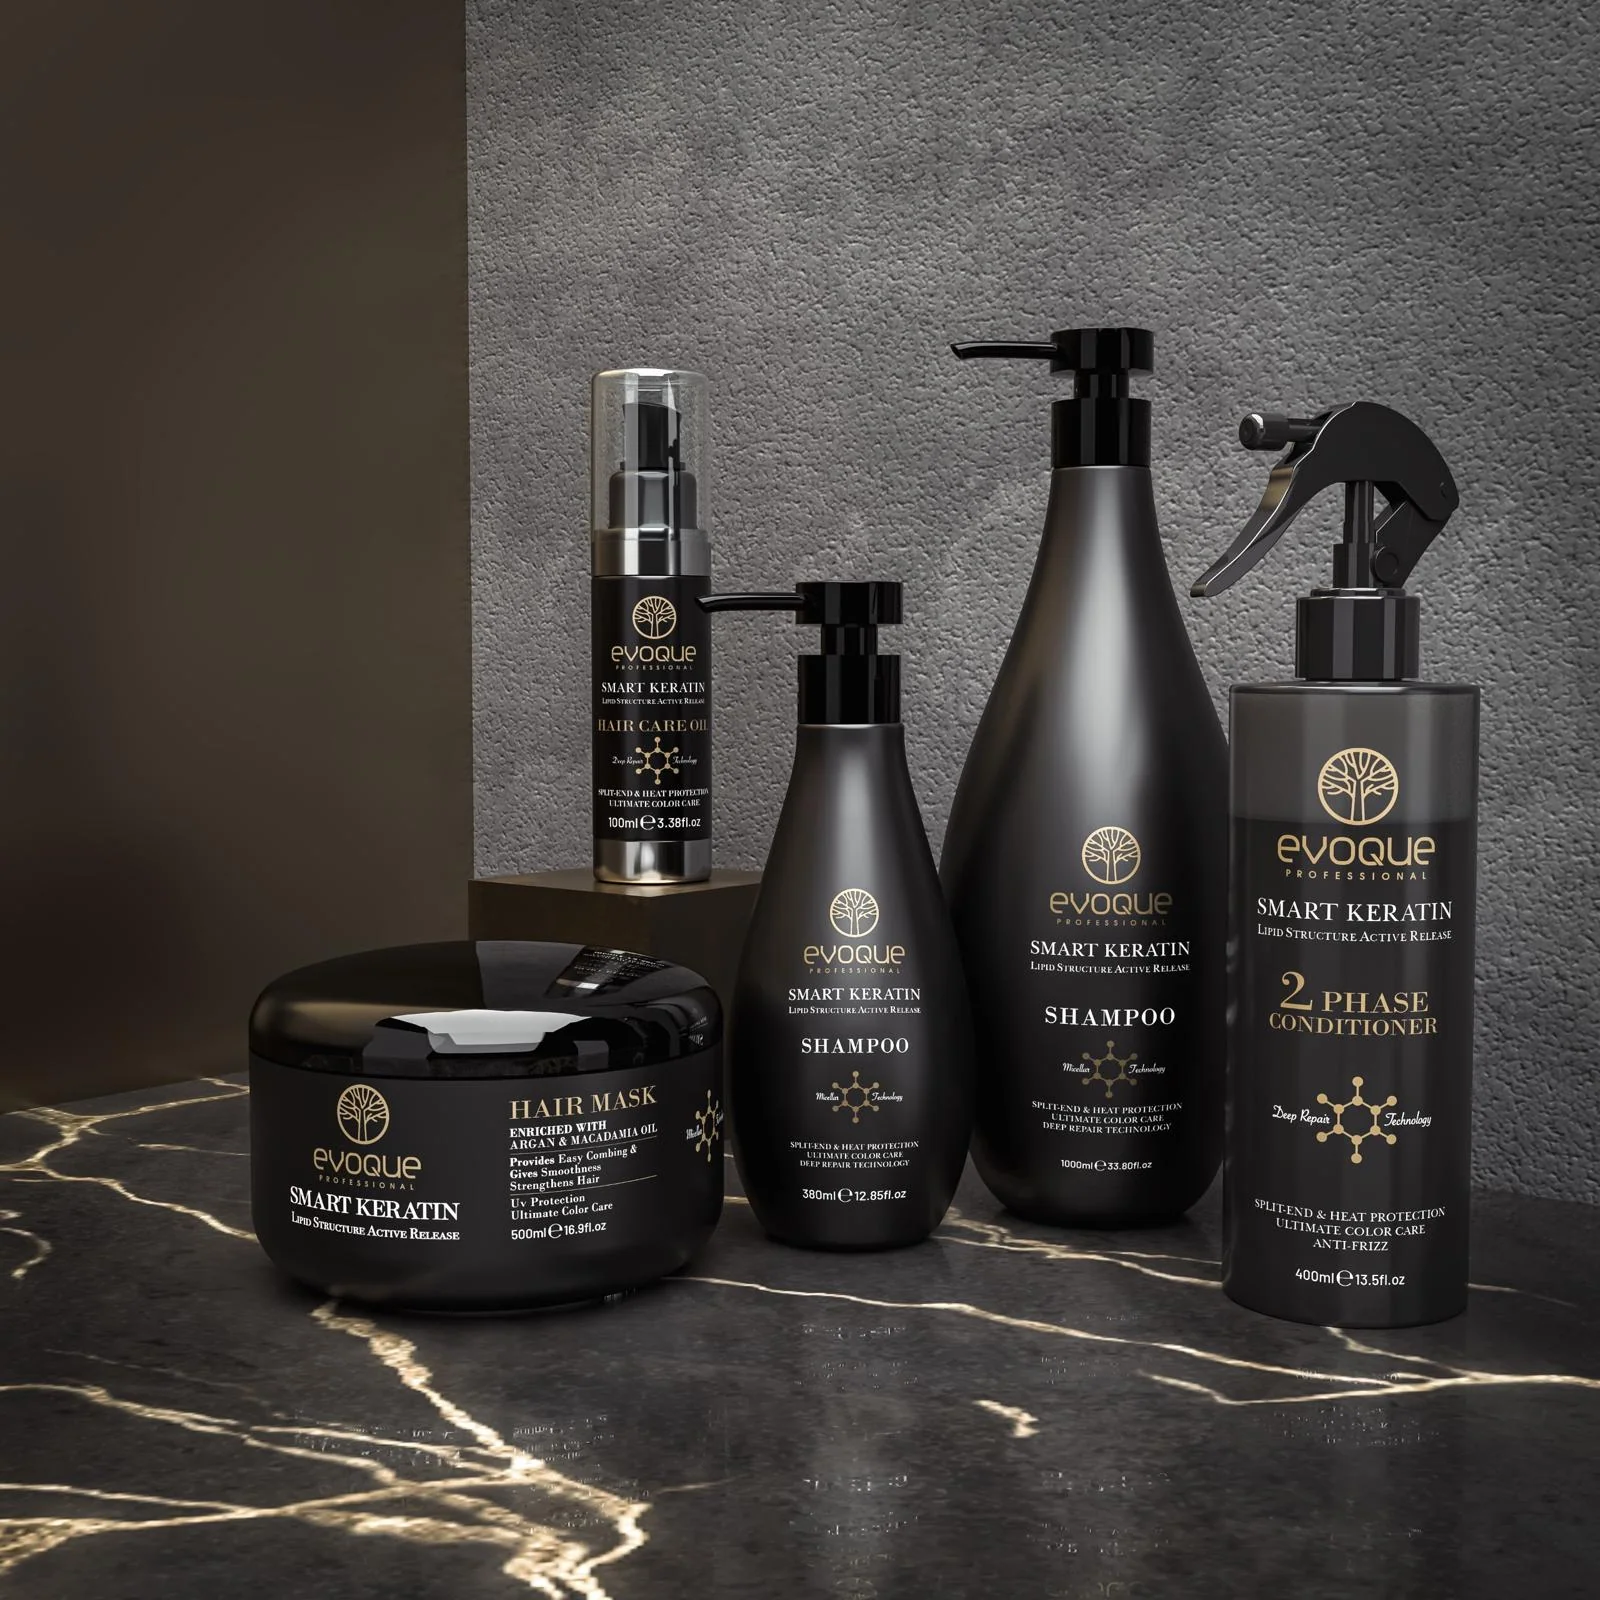 evoque
PROFESSIONAL
SMART KERATIN
LIPID STRUCTURE ACTIVE RELEASE
HAIR CARE OIL
Deep Repair Technology
SPLIT-END & HEAT PROTECTION
ULTIMATE COLOR CARE
100ml ℮ 3.38fl.oz
evoque
PROFESSIONAL
SMART KERATIN
LIPID STRUCTURE ACTIVE RELEASE
HAIR MASK
ENRICHED WITH
ARGAN & MACADAMIA OIL
Provides Easy Combing &
Gives Smoothness
Strengthens Hair
Uv Protection
Ultimate Color Care
500ml ℮ 16.9fl.oz
Micellar
evoque
PROFESSIONAL
SMART KERATIN
LIPID STRUCTURE ACTIVE RELEASE
SHAMPOO
Micellar Technology
SPLIT-END & HEAT PROTECTION
ULTIMATE COLOR CARE
DEEP REPAIR TECHNOLOGY
380ml ℮ 12.85fl.oz
evoque
PROFESSIONAL
SMART KERATIN
LIPID STRUCTURE ACTIVE RELEASE
SHAMPOO
Micellar Technology
SPLIT-END & HEAT PROTECTION
ULTIMATE COLOR CARE
DEEP REPAIR TECHNOLOGY
1000ml ℮ 33.80fl.oz
evoque
PROFESSIONAL
SMART KERATIN
LIPID STRUCTURE ACTIVE RELEASE
2 PHASE
CONDITIONER
Deep Repair Technology
SPLIT-END & HEAT PROTECTION
ULTIMATE COLOR CARE
ANTI-FRIZZ
400ml ℮ 13.5fl.oz